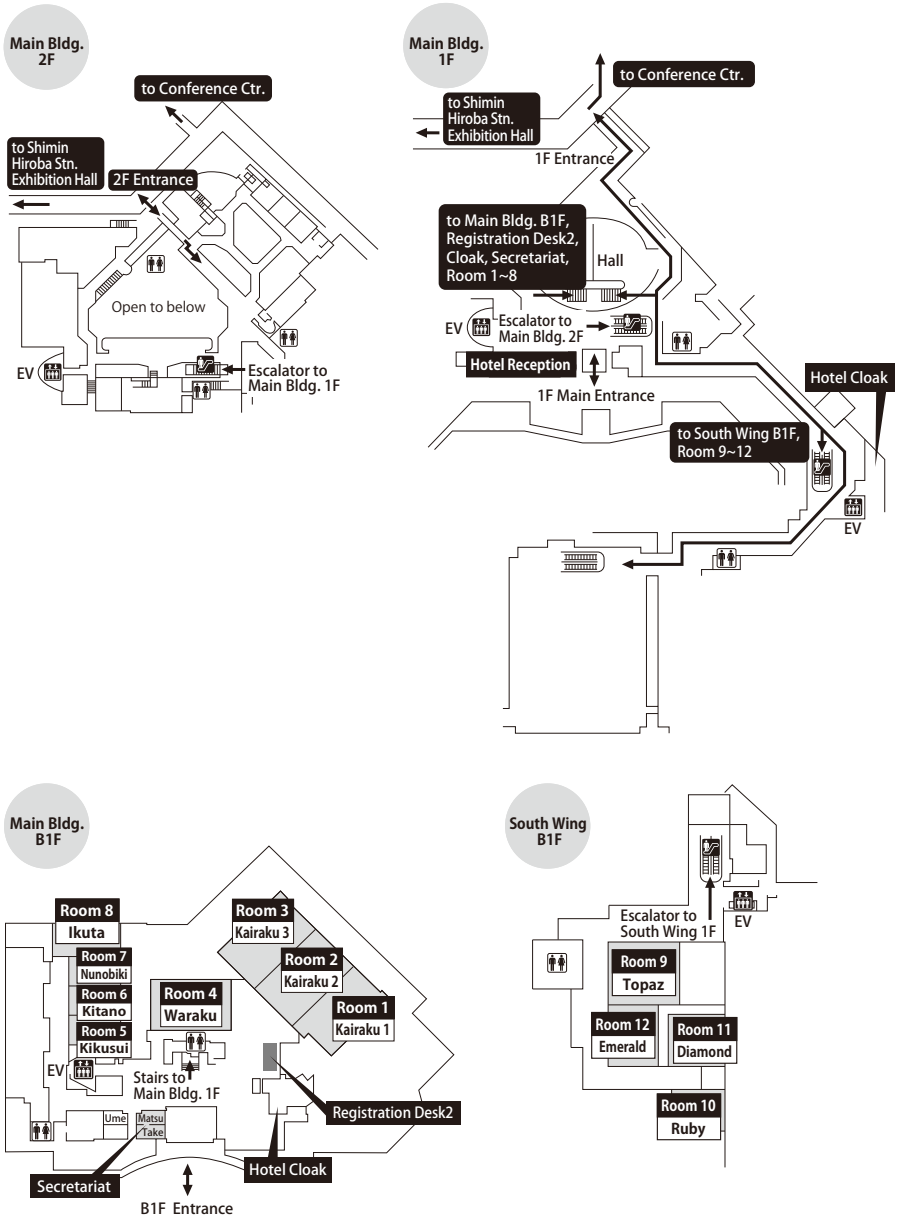 Main Bldg.
2F
to Conference Ctr.
to Shimin
Hiroba Stn.
Exhibition Hall
2F Entrance
Open to below
EV
Escalator to
Main Bldg. 1F
Main Bldg.
1F
to Conference Ctr.
to Shimin
Hiroba Stn.
Exhibition Hall
1F Entrance
to Main Bldg. B1F,
Registration Desk2,
Cloak, Secretariat,
Room 1~8
Hall
EV
Escalator to
Main Bldg. 2F
Hotel Reception
1F Main Entrance
Hotel Cloak
to South Wing B1F,
Room 9~12
EV
Main Bldg.
B1F
Room 8
Ikuta
Room 7
Nunobiki
Room 6
Kitano
Room 5
Kikusui
EV
Room 4
Waraku
Room 3
Kairaku 3
Room 2
Kairaku 2
Room 1
Kairaku 1
Stairs to
Main Bldg. 1F
Registration Desk2
Ume
Matsu
Take
Hotel Cloak
Secretariat
B1F Entrance
South Wing
B1F
Escalator to
South Wing 1F
EV
Room 9
Topaz
Room 12
Emerald
Room 11
Diamond
Room 10
Ruby